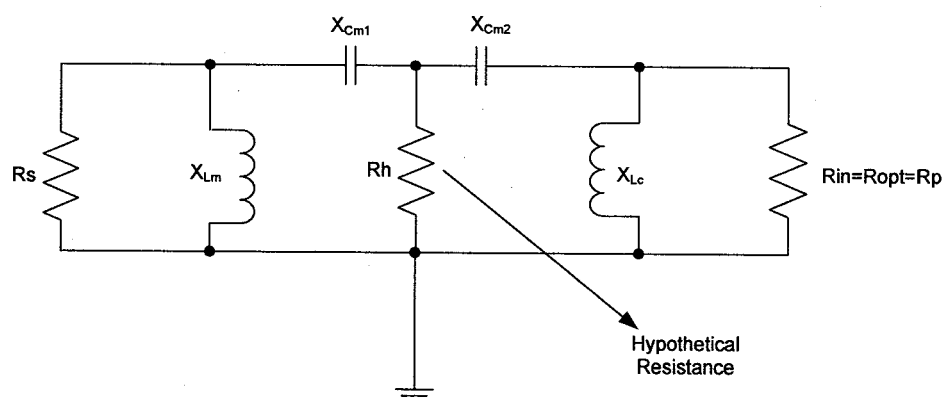 XCm1
XCm2
Rs
XLm
Rh
XLc
Rin=Ropt=Rp
Hypothetical
Resistance